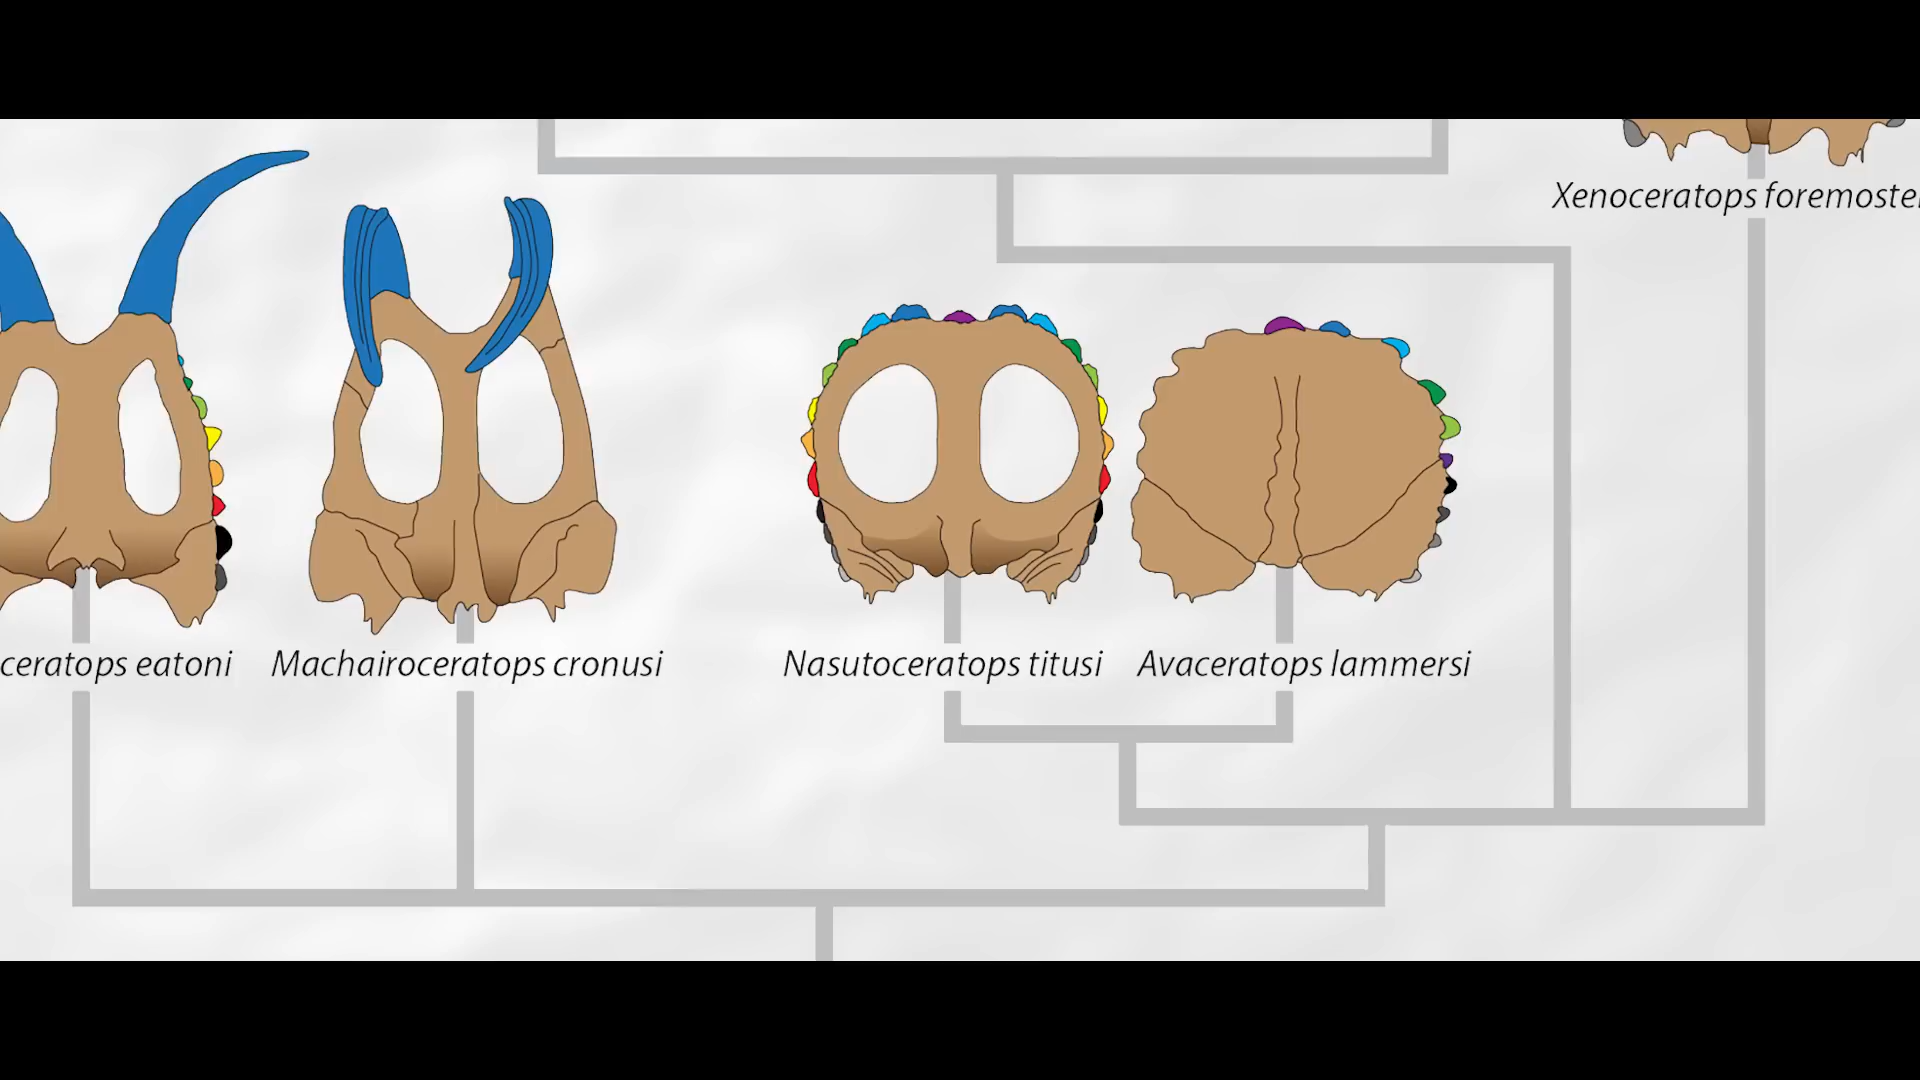 Xenoceratops foremoste
ceratops eatoni
Machairoceratops cronusi
Nasutoceratops titusi
Avaceratops lammersi